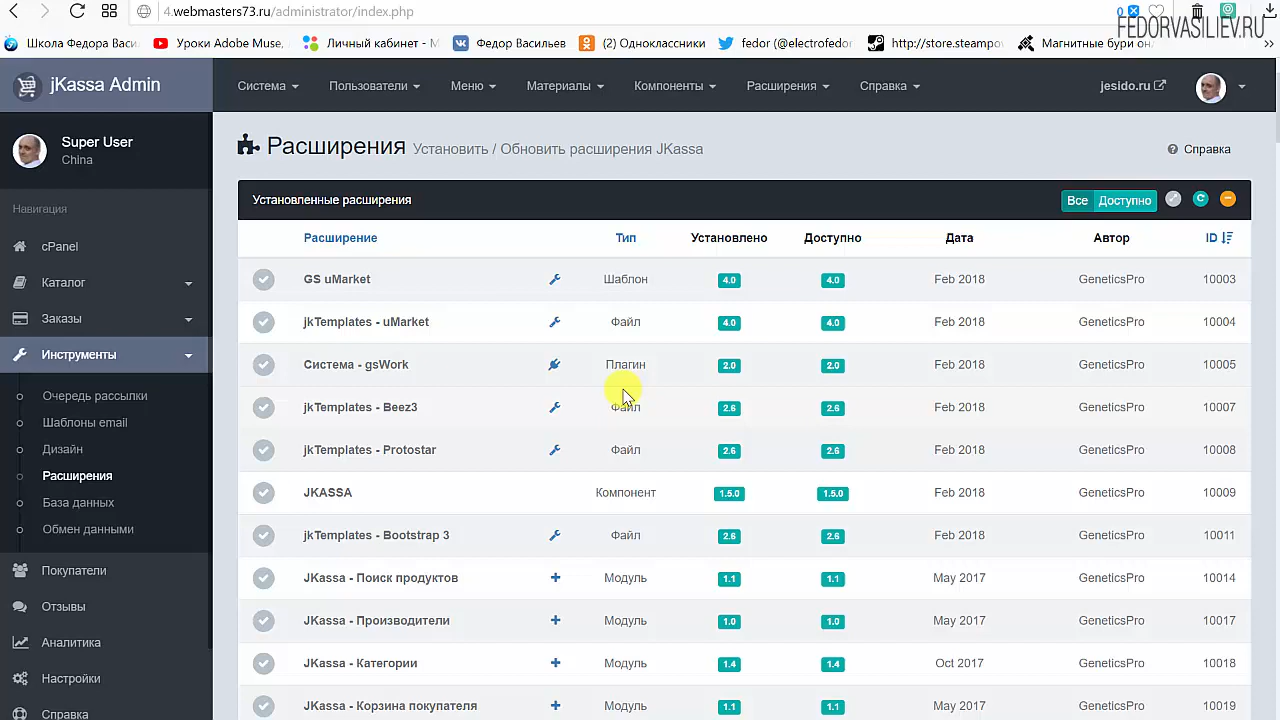 4.webmasters73.ru/administrator/index.php
0
FEDORVASILIEV.RU
Школа Федора Васи
Уроки Adobe Muse,
Личный кабинет - М
Федор Васильев
(2) Одноклассники
fedor (@electrofedor
http://store.steampow
Магнитные бури он
jKassa Admin
Система
Пользователи
Меню
Материалы
Компоненты
Расширения
Справка
jesido.ru
Super User
China
Расширения Установить / Обновить расширения JKassa
Справка
Навигация
cPanel
Каталог
Заказы
Инструменты
Очередь рассылки
Шаблоны email
Дизайн
Расширения
База данных
Обмен данными
Покупатели
Отзывы
Аналитика
Настройки
Справка
Установленные расширения
Все Доступно
Расширение Тип Установлено Доступно Дата Автор ID
GS uMarket Шаблон 4.0 4.0 Feb 2018 GeneticsPro 10003
jkTemplates - uMarket Файл 4.0 4.0 Feb 2018 GeneticsPro 10004
Система - gsWork Плагин 2.0 2.0 Feb 2018 GeneticsPro 10005
jkTemplates - Beez3 Файл 2.6 2.6 Feb 2018 GeneticsPro 10007
jkTemplates - Protostar Файл 2.6 2.6 Feb 2018 GeneticsPro 10008
JKASSA Компонент 1.5.0 1.5.0 Feb 2018 GeneticsPro 10009
jkTemplates - Bootstrap 3 Файл 2.6 2.6 Feb 2018 GeneticsPro 10011
JKassa - Поиск продуктов Модуль 1.1 1.1 May 2017 GeneticsPro 10014
JKassa - Производители Модуль 1.0 1.0 May 2017 GeneticsPro 10017
JKassa - Категории Модуль 1.4 1.4 Oct 2017 GeneticsPro 10018
JKassa - Корзина покупателя Модуль 1.1 1.1 May 2017 GeneticsPro 10019